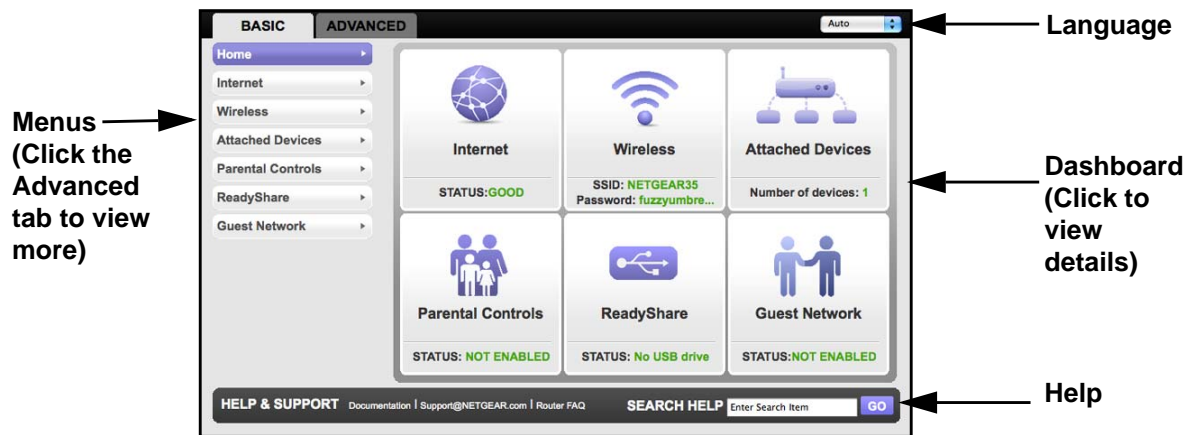 BASIC ADVANCED Auto
Language
Home
Internet
Wireless
Attached Devices
Parental Controls
ReadyShare
Guest Network
Menus
(Click the
Advanced
tab to view
more)
Internet
STATUS:GOOD
Wireless
SSID: NETGEAR35
Password: fuzzyumbre...
Attached Devices
Number of devices: 1
Parental Controls
STATUS: NOT ENABLED
ReadyShare
STATUS: No USB drive
Guest Network
STATUS:NOT ENABLED
Dashboard
(Click to
view
details)
HELP & SUPPORT Documentation | Support@NETGEAR.com | Router FAQ SEARCH HELP Enter Search Item GO
Help